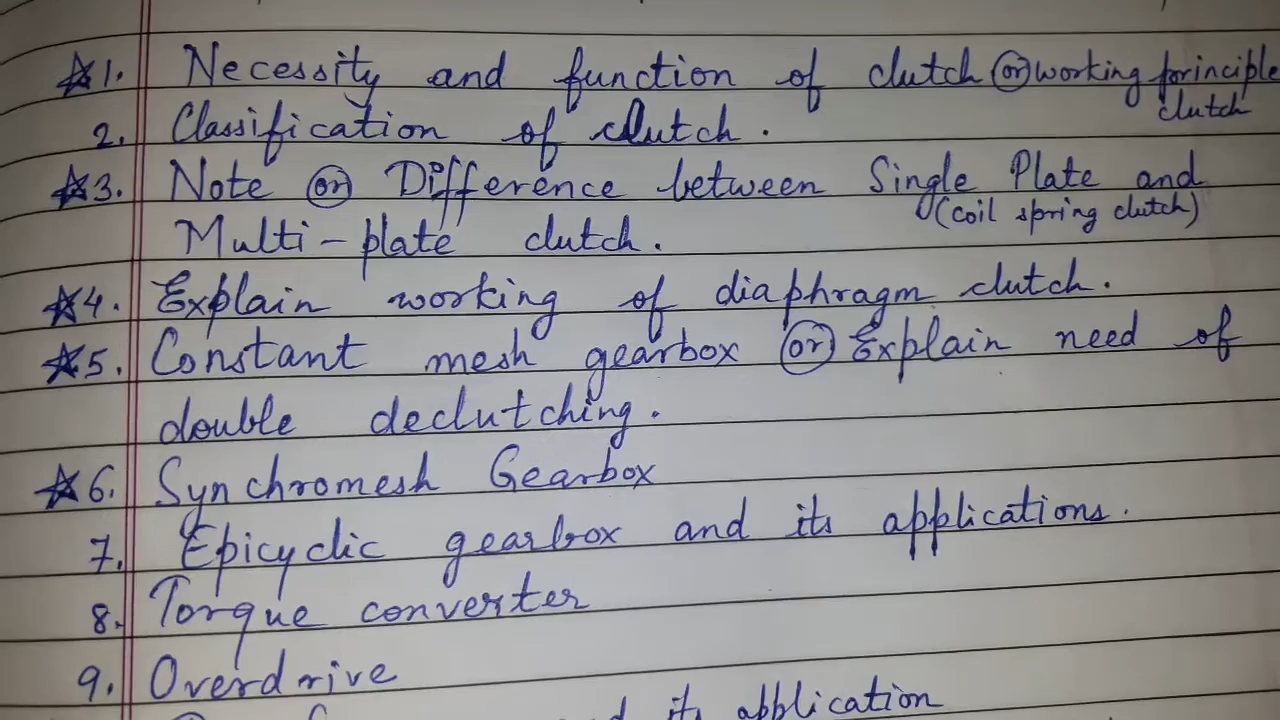 ☆1. Necessity and function of clutch (or) working principle
clutch
2. Classification of clutch.
☆3. Note (or) Difference between Single Plate and
(coil spring clutch)
Multi-plate clutch.
☆4. Explain working of diaphragm clutch.
☆5. Constant mesh gearbox (or) Explain need of
double declutching.
☆6. Synchromesh Gearbox
7. Epicyclic gearbox and its applications.
8. Torque converter
9. Overdrive
its application